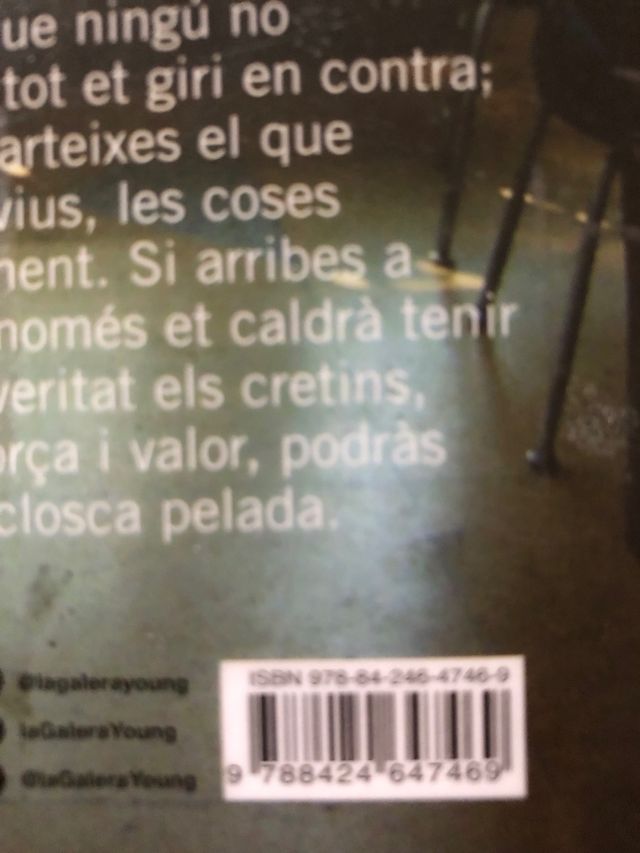 ue ningú no
tot et giri en contra;
arteixes el que
vius, les coses
ment. Si arribes a
només et caldrà tenir
veritat els cretins,
orça i valor, podràs
closca pelada.
@lagalerayoung
laGaleraYoung
@laGaleraYoung
ISBN 978-84-246-4746-9
9 788424 647469